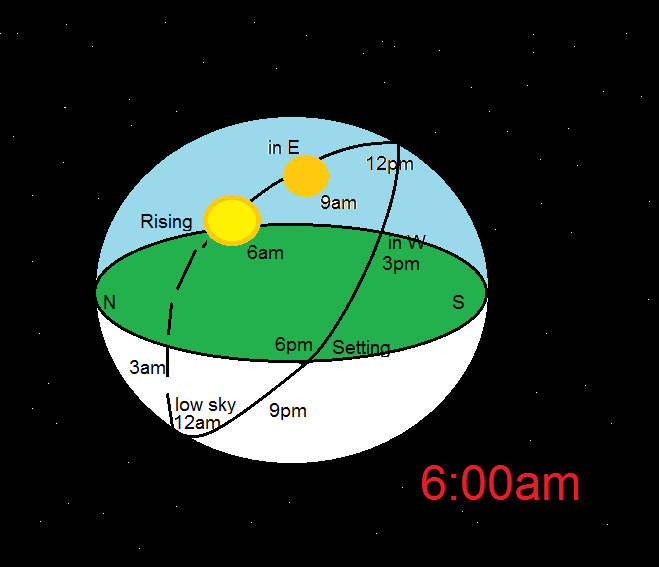 in E
12pm
9am
Rising
6am
in W
3pm
N
S
6pm
Setting
3am
low sky
12am
9pm
6:00am